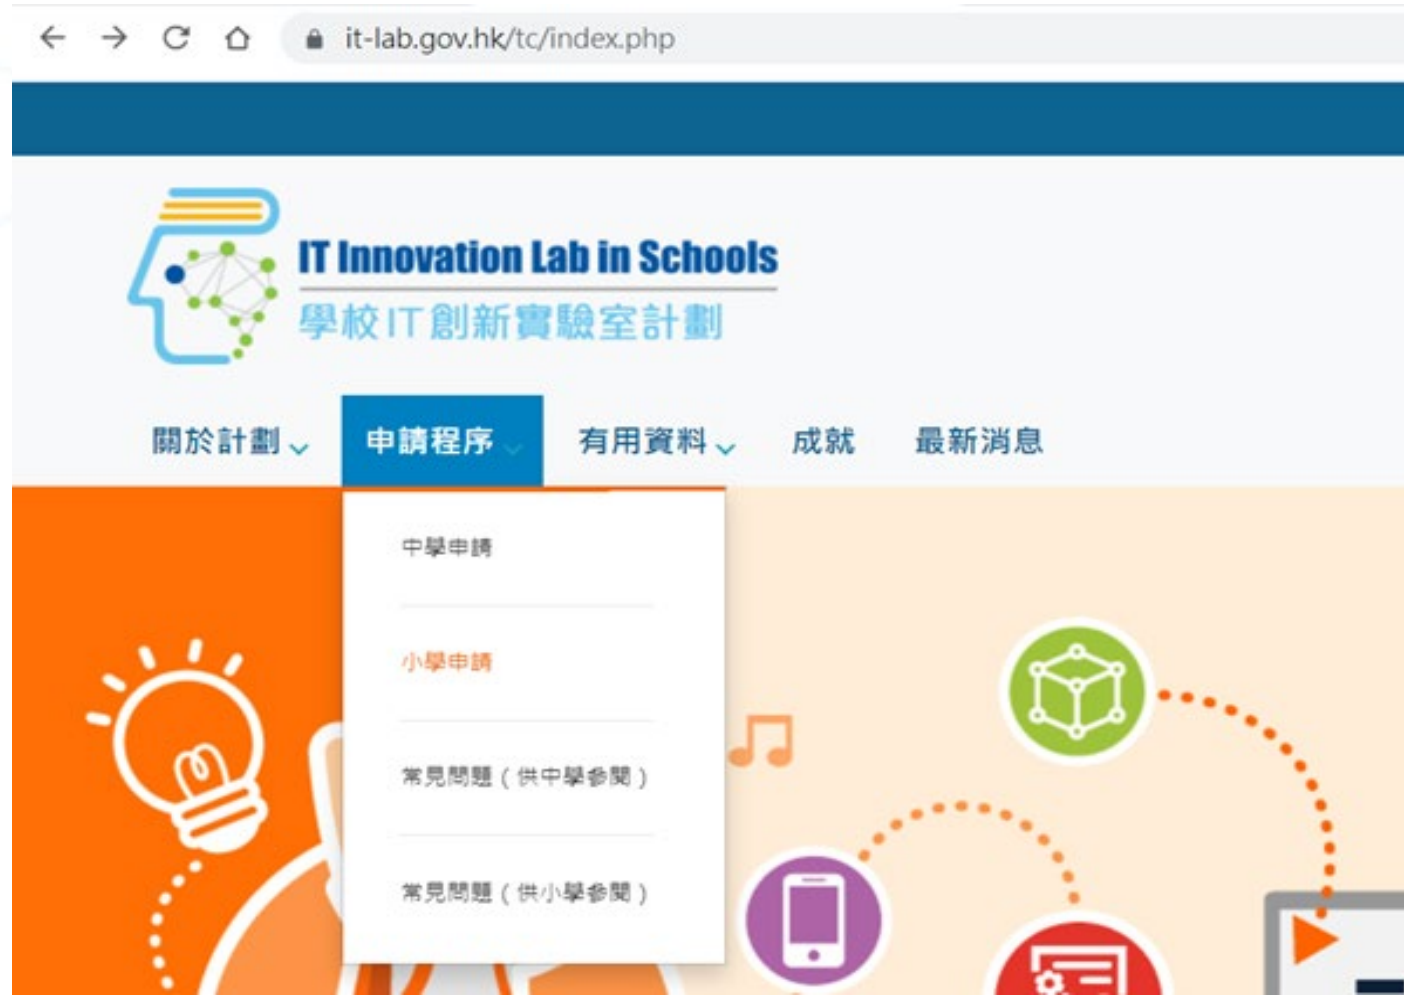 it-lab.gov.hk/tc/index.php
IT Innovation Lab in Schools
學校IT創新實驗室計劃
關於計劃 申請程序 有用資料 成就 最新消息
中學申請
小學申請
常見問題(供中學參閱)
常見問題(供小學參閱)